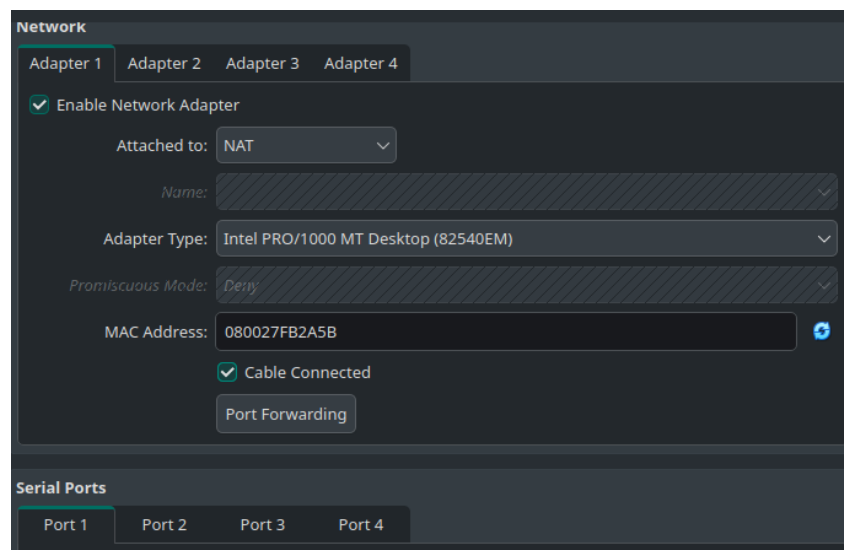 Network
Adapter 1 Adapter 2 Adapter 3 Adapter 4
Enable Network Adapter
Attached to: NAT
Name:
Adapter Type: Intel PRO/1000 MT Desktop (82540EM)
Promiscuous Mode: Deny
MAC Address: 080027FB2A5B
Cable Connected
Port Forwarding
Serial Ports
Port 1 Port 2 Port 3 Port 4